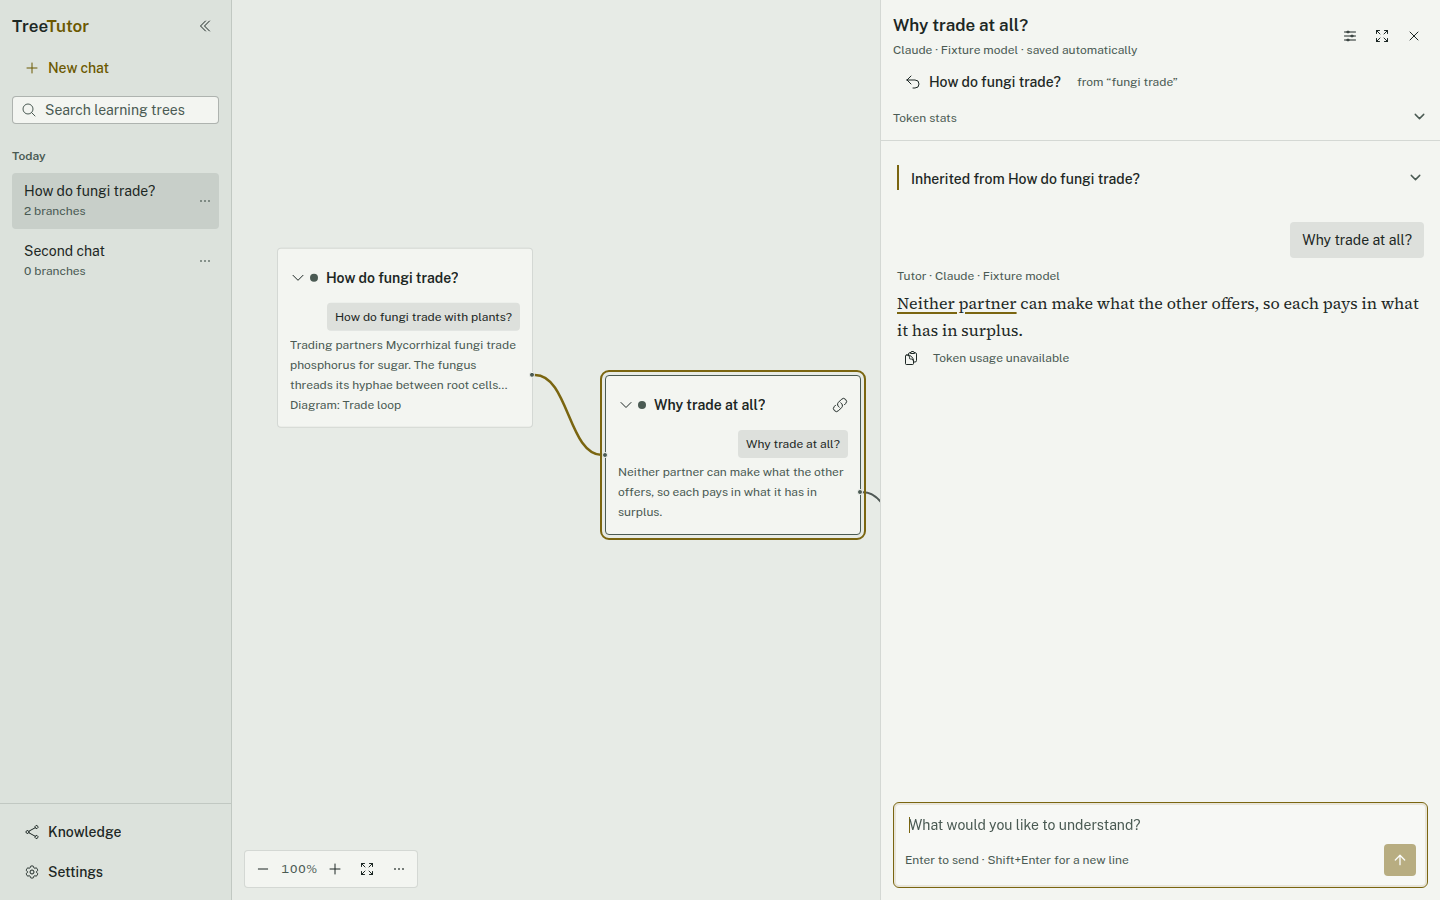 TreeTutor
New chat
Search learning trees
Today
How do fungi trade?
2 branches
Second chat
0 branches
Knowledge
Settings
How do fungi trade?
How do fungi trade with plants?
Trading partners Mycorrhizal fungi trade
phosphorus for sugar. The fungus
threads its hyphae between root cells...
Diagram: Trade loop
Why trade at all?
Why trade at all?
Neither partner can make what the other
offers, so each pays in what it has in
surplus.
100%
Why trade at all?
Claude · Fixture model · saved automatically
How do fungi trade? from “fungi trade”
Token stats
Inherited from How do fungi trade?
Why trade at all?
Tutor · Claude · Fixture model
Neither partner can make what the other offers, so each pays in what
it has in surplus.
Token usage unavailable
What would you like to understand?
Enter to send · Shift+Enter for a new line